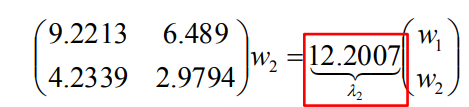 9.2213 6.489
4.2339 2.9794
w₂ = 12.2007
λ₂
w₁
w₂